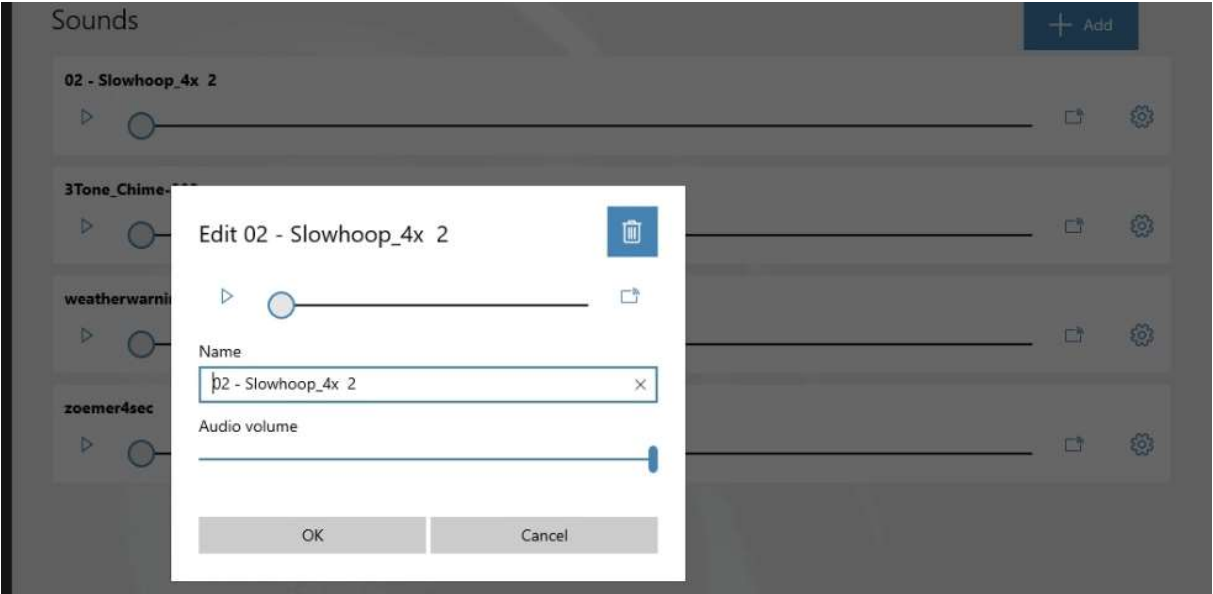 Sounds
+ Add
02 - Slowhoop_4x 2
3Tone_Chime-
Edit 02 - Slowhoop_4x 2
weatherwarni
Name
02 - Slowhoop_4x 2
zoemer4sec
Audio volume
OK
Cancel